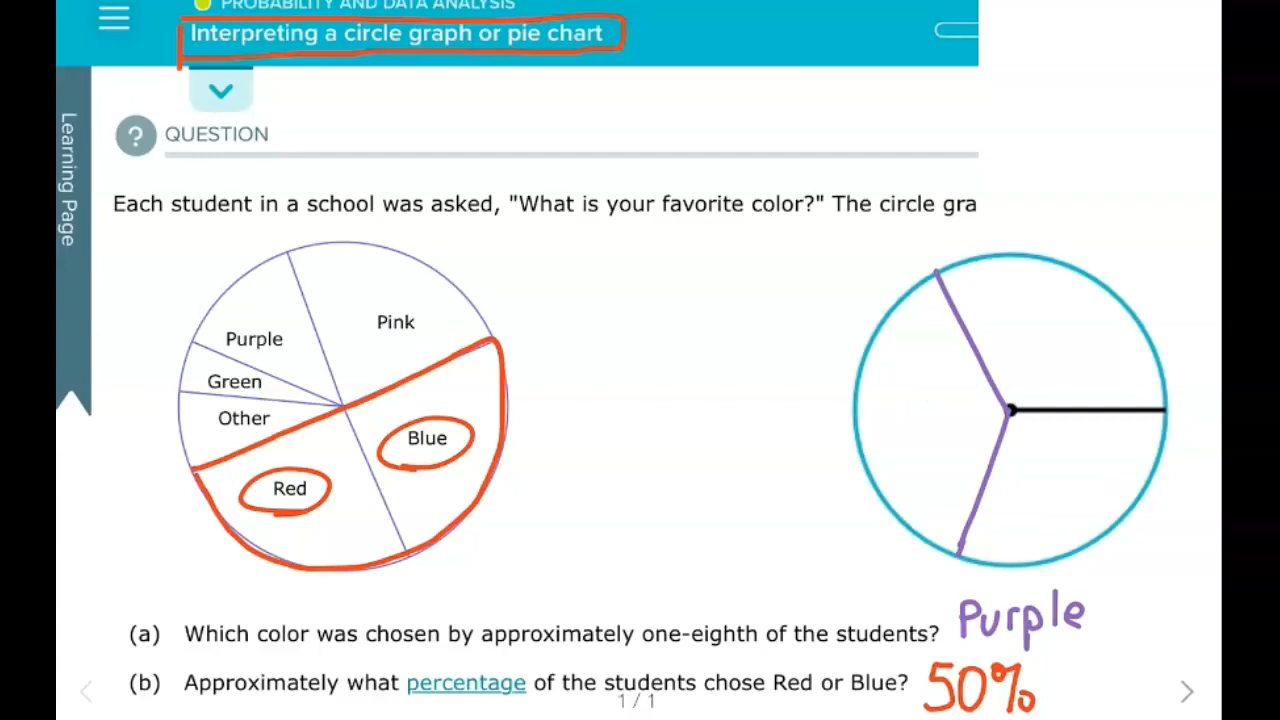 PROBABILITY AND DATA ANALYSIS
Interpreting a circle graph or pie chart
Learning Page
? QUESTION
Each student in a school was asked, "What is your favorite color?" The circle gra
Pink
Purple
Green
Other
Blue
Red
(a) Which color was chosen by approximately one-eighth of the students? Purple
(b) Approximately what percentage of the students chose Red or Blue? 50%
1 / 1